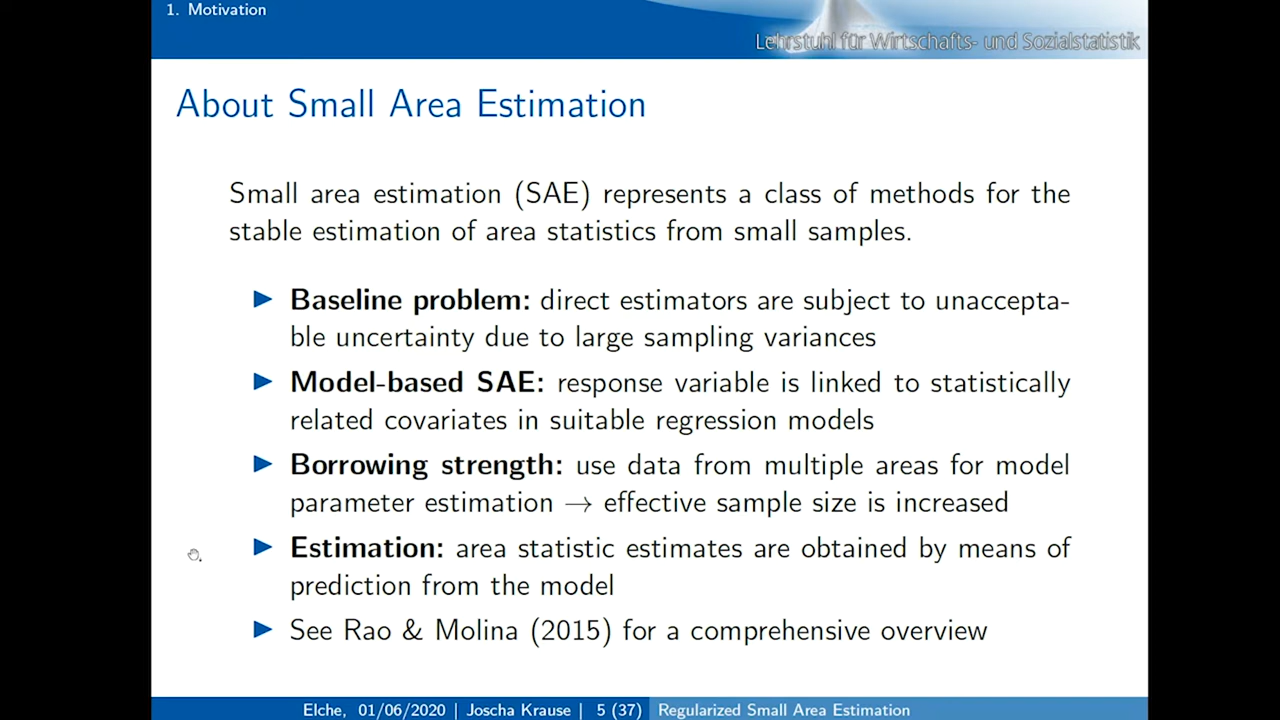 1. Motivation
Lehrstuhl für Wirtschafts- und Sozialstatistik
About Small Area Estimation
Small area estimation (SAE) represents a class of methods for the
stable estimation of area statistics from small samples.
Baseline problem: direct estimators are subject to unaccepta-
ble uncertainty due to large sampling variances
Model-based SAE: response variable is linked to statistically
related covariates in suitable regression models
Borrowing strength: use data from multiple areas for model
parameter estimation → effective sample size is increased
Estimation: area statistic estimates are obtained by means of
prediction from the model
See Rao & Molina (2015) for a comprehensive overview
Elche, 01/06/2020 | Joscha Krause | 5 (37) Regularized Small Area Estimation